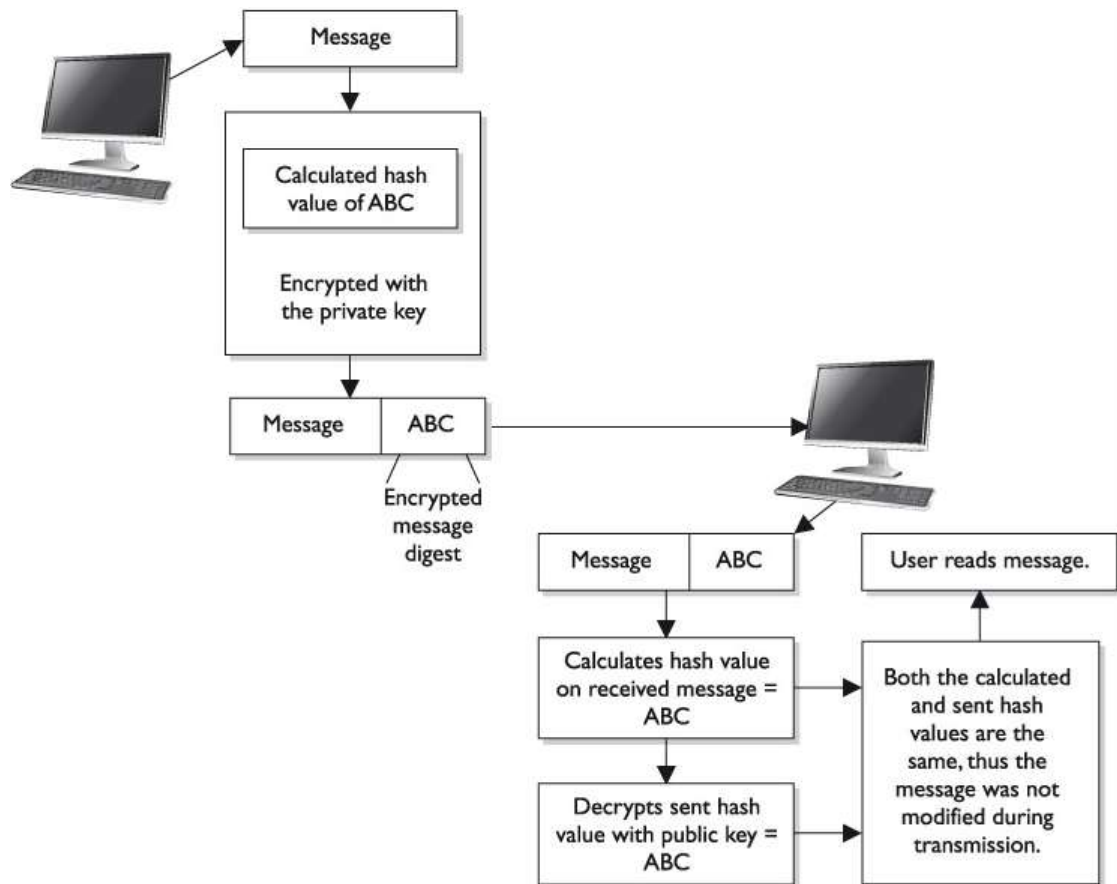 Message
Calculated hash
value of ABC
Encrypted with
the private key
Message
ABC
Encrypted
message
digest
Message
ABC
User reads message.
Calculates hash value
on received message =
ABC
Both the calculated
and sent hash
values are the
same, thus the
message was not
modified during
transmission.
Decrypts sent hash
value with public key =
ABC